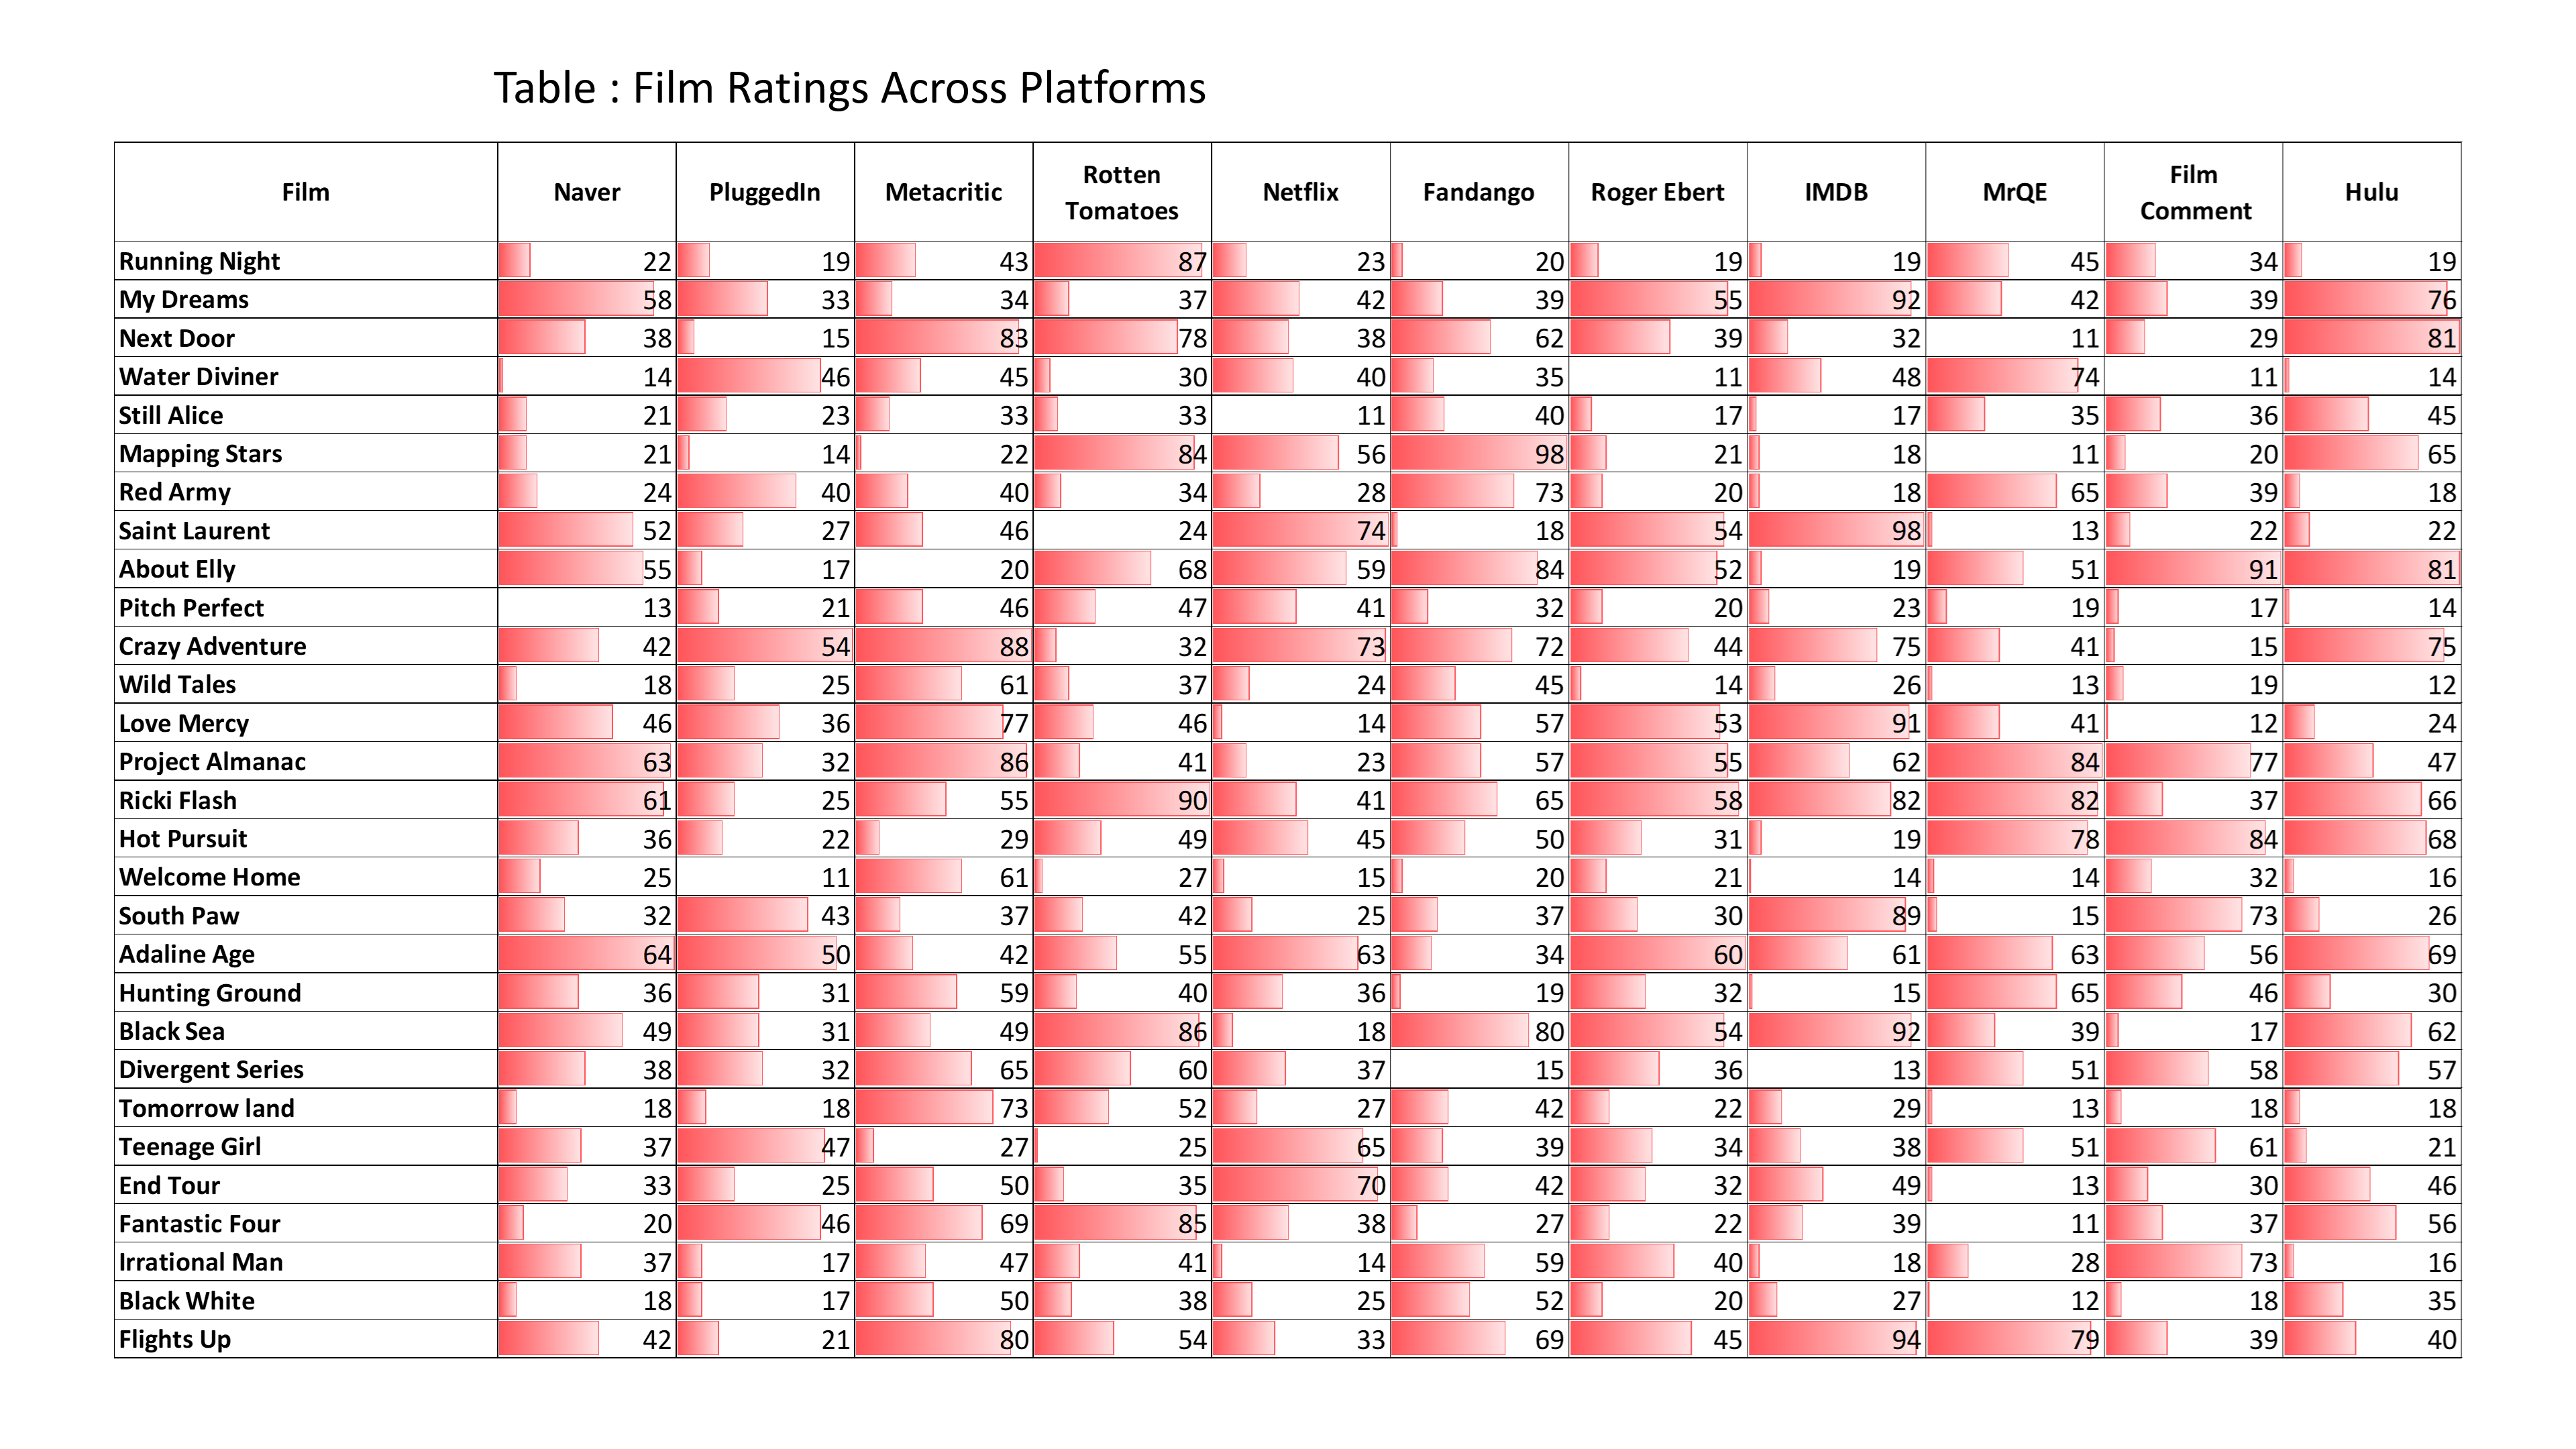 Table : Film Ratings Across Platforms
Film Naver PluggedIn Metacritic Rotten Tomatoes Netflix Fandango Roger Ebert IMDB MrQE Film Comment Hulu
Running Night 22 19 43 87 23 20 19 19 45 34 19
My Dreams 58 33 34 37 42 39 55 92 42 39 76
Next Door 38 15 83 78 38 62 39 32 11 29 81
Water Diviner 14 46 45 30 40 35 11 48 74 11 14
Still Alice 21 23 33 33 11 40 17 17 35 36 45
Mapping Stars 21 14 22 84 56 98 21 18 11 20 65
Red Army 24 40 40 34 28 73 20 18 65 39 18
Saint Laurent 52 27 46 24 74 18 54 98 13 22 22
About Elly 55 17 20 68 59 84 52 19 51 91 81
Pitch Perfect 13 21 46 47 41 32 20 23 19 17 14
Crazy Adventure 42 54 88 32 73 72 44 75 41 15 75
Wild Tales 18 25 61 37 24 45 14 26 13 19 12
Love Mercy 46 36 77 46 14 57 53 91 41 12 24
Project Almanac 63 32 86 41 23 57 55 62 84 77 47
Ricki Flash 61 25 55 90 41 65 58 82 82 37 66
Hot Pursuit 36 22 29 49 45 50 31 19 78 84 68
Welcome Home 25 11 61 27 15 20 21 14 14 32 16
South Paw 32 43 37 42 25 37 30 89 15 73 26
Adaline Age 64 50 42 55 63 34 60 61 63 56 69
Hunting Ground 36 31 59 40 36 19 32 15 65 46 30
Black Sea 49 31 49 86 18 80 54 92 39 17 62
Divergent Series 38 32 65 60 37 15 36 13 51 58 57
Tomorrow land 18 18 73 52 27 42 22 29 13 18 18
Teenage Girl 37 47 27 25 65 39 34 38 51 61 21
End Tour 33 25 50 35 70 42 32 49 13 30 46
Fantastic Four 20 46 69 85 38 27 22 39 11 37 56
Irrational Man 37 17 47 41 14 59 40 18 28 73 16
Black White 18 17 50 38 25 52 20 27 12 18 35
Flights Up 42 21 80 54 33 69 45 94 79 39 40